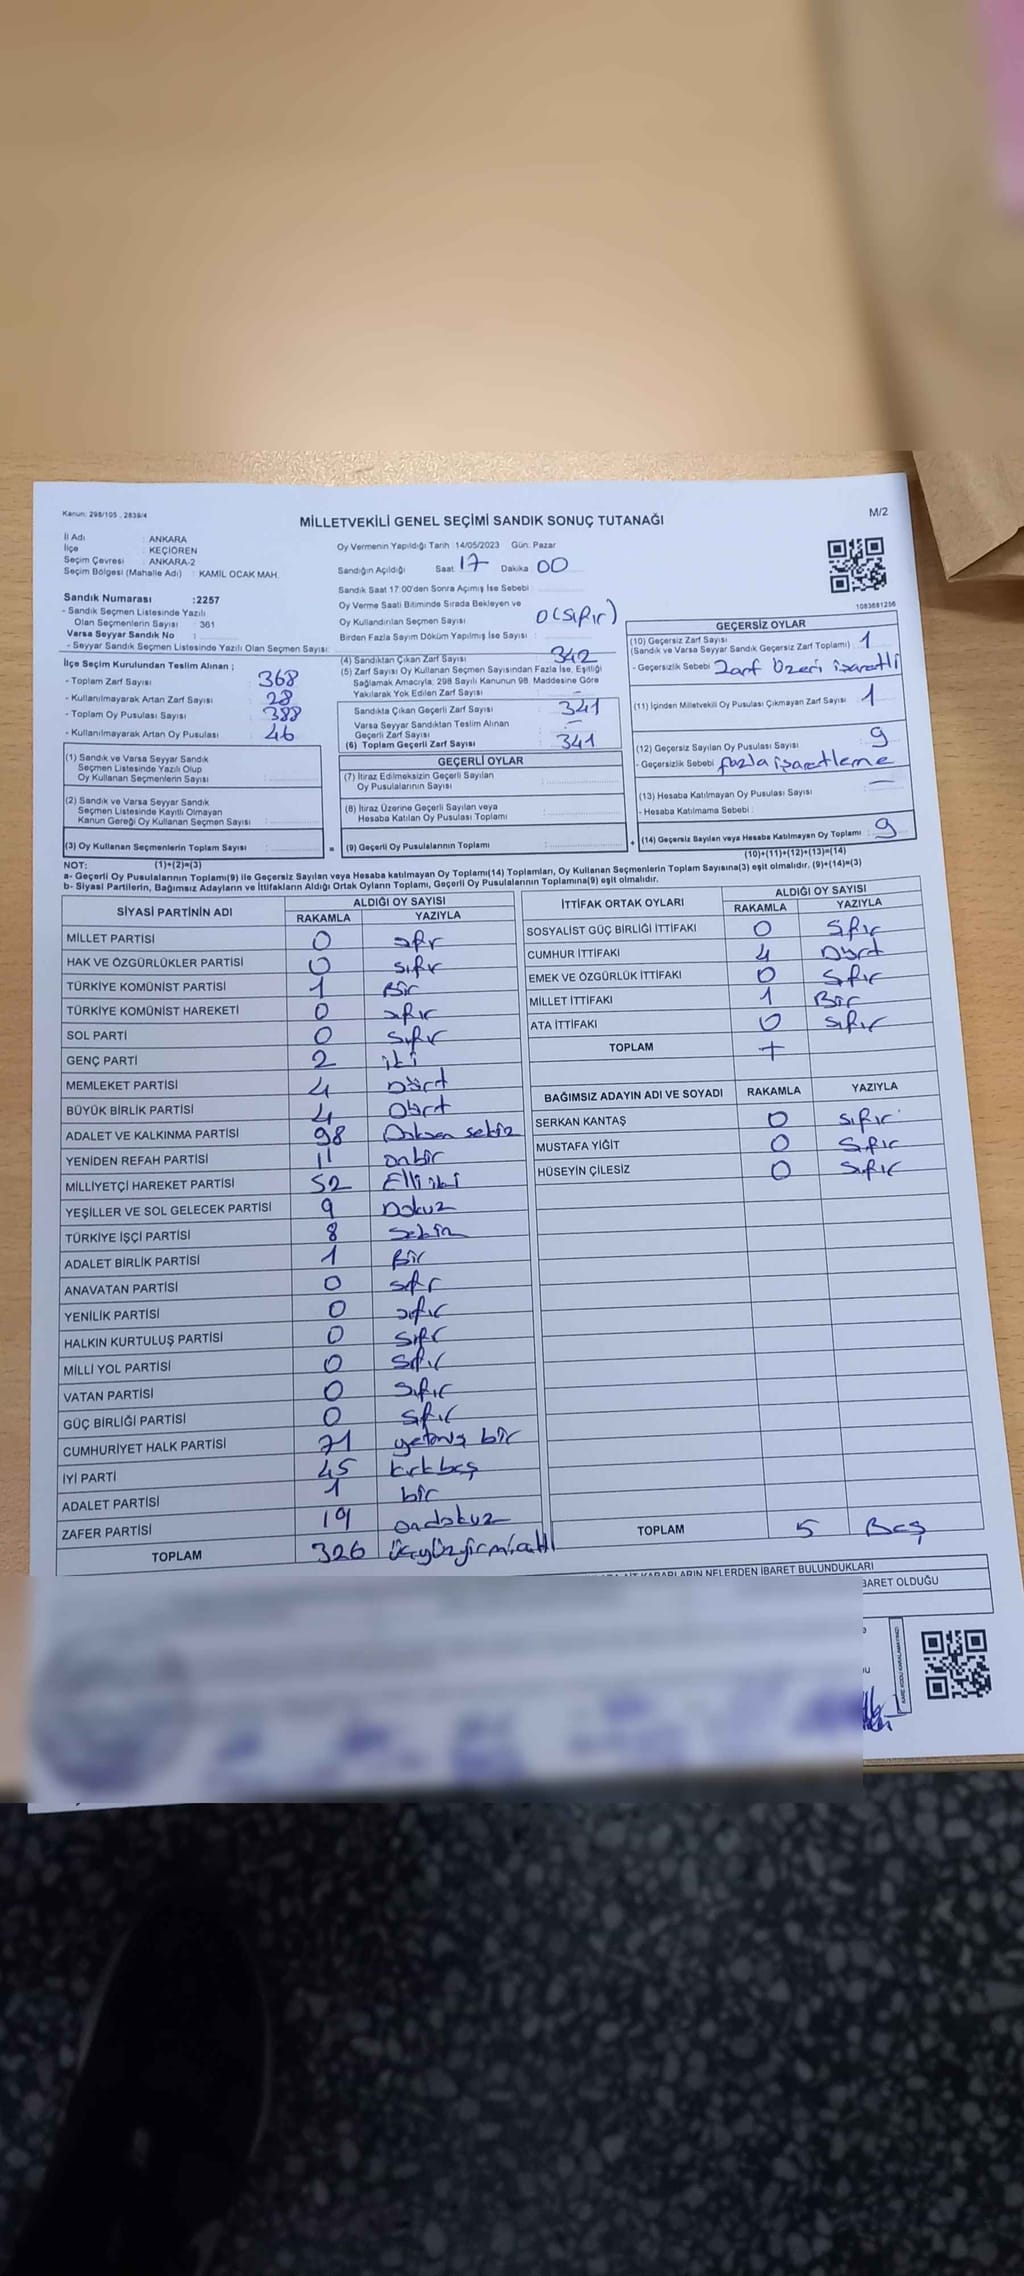 Kanun: 298/105 , 2839/4
MİLLETVEKİLİ GENEL SEÇİMİ SANDIK SONUÇ TUTANAĞI
M/2
İl Adı : ANKARA
İlçe : KEÇİÖREN
Seçim Çevresi : ANKARA-2
Seçim Bölgesi (Mahalle Adı) : KAMİL OCAK MAH.
Sandık Numarası :2257
- Sandık Seçmen Listesinde Yazılı
Olan Seçmenlerin Sayısı 361
Varsa Seyyar Sandık No :
- Seyyar Sandık Seçmen Listesinde Yazılı Olan Seçmen Sayısı:
Oy Vermenin Yapıldığı Tarih :14/05/2023 Gün: Pazar
Sandığın Açıldığı Saat 17 Dakika 00
Sandık Saat 17:00'den Sonra Açımış İse Sebebi :
Oy Verme Saati Bitiminde Sırada Bekleyen ve
Oy Kullandırılan Seçmen Sayısı : 0(sıfır)
Birden Fazla Sayım Döküm Yapılmış İse Sayısı :
1083681256
İlçe Seçim Kurulundan Teslim Alınan ;
- Toplam Zarf Sayısı : 368
- Kullanılmayarak Artan Zarf Sayısı : 28
- Toplam Oy Pusulası Sayısı : 388
- Kullanılmayarak Artan Oy Pusulası : 46
(4) Sandıktan Çıkan Zarf Sayısı : 342
(5) Zarf Sayısı Oy Kullanan Seçmen Sayısından Fazla İse, Eşitliği
Sağlamak Amacıyla; 298 Sayılı Kanunun 98. Maddesine Göre
Yakılarak Yok Edilen Zarf Sayısı : -
Sandıkta Çıkan Geçerli Zarf Sayısı : 341
Varsa Seyyar Sandıktan Teslim Alınan
Geçerli Zarf Sayısı : -
(6) Toplam Geçerli Zarf Sayısı : 341
GEÇERSİZ OYLAR
(10) Geçersiz Zarf Sayısı
(Sandık ve Varsa Seyyar Sandık Geçersiz Zarf Toplamı) : 1
- Geçersizlik Sebebi : Zarf Üzeri işaretli
(11) İçinden Milletvekili Oy Pusulası Çıkmayan Zarf Sayısı : 1
(12) Geçersiz Sayılan Oy Pusulası Sayısı : 9
- Geçersizlik Sebebi : fazla işaretleme
(13) Hesaba Katılmayan Oy Pusulası Sayısı : -
- Hesaba Katılmama Sebebi :
(14) Geçersiz Sayılan veya Hesaba Katılmayan Oy Toplamı : 9
(10)+(11)+(12)+(13)=(14)
(1) Sandık ve Varsa Seyyar Sandık
Seçmen Listesinde Yazılı Olup
Oy Kullanan Seçmenlerin Sayısı :
(2) Sandık ve Varsa Seyyar Sandık
Seçmen Listesinde Kayıtlı Olmayan
Kanun Gereği Oy Kullanan Seçmen Sayısı :
(3) Oy Kullanan Seçmenlerin Toplam Sayısı :
(1)+(2)=(3)
=
GEÇERLİ OYLAR
(7) İtiraz Edilmeksizin Geçerli Sayılan
Oy Pusulalarının Sayısı :
(8) İtiraz Üzerine Geçerli Sayılan veya
Hesaba Katılan Oy Pusulası Toplamı :
(9) Geçerli Oy Pusulalarının Toplamı :
+
NOT:
a- Geçerli Oy Pusulalarının Toplamı(9) ile Geçersiz Sayılan veya Hesaba katılmayan Oy Toplamı(14) Toplamları, Oy Kullanan Seçmenlerin Toplam Sayısına(3) eşit olmalıdır. (9)+(14)=(3)
b- Siyasi Partilerin, Bağımsız Adayların ve İttifakların Aldığı Ortak Oyların Toplamı, Geçerli Oy Pusulalarının Toplamına(9) eşit olmalıdır.
SİYASİ PARTİNİN ADI ALDIĞI OY SAYISI
RAKAMLA YAZIYLA
MİLLET PARTİSİ 0 sıfır
HAK VE ÖZGÜRLÜKLER PARTİSİ 0 sıfır
TÜRKİYE KOMÜNİST PARTİSİ 1 Bir
TÜRKİYE KOMÜNİST HAREKETİ 0 sıfır
SOL PARTİ 0 sıfır
GENÇ PARTİ 2 iki
MEMLEKET PARTİSİ 4 Dört
BÜYÜK BİRLİK PARTİSİ 4 Dört
ADALET VE KALKINMA PARTİSİ 98 Doksan sekiz
YENİDEN REFAH PARTİSİ 11 onbir
MİLLİYETÇİ HAREKET PARTİSİ 52 Elli iki
YEŞİLLER VE SOL GELECEK PARTİSİ 9 Dokuz
TÜRKİYE İŞÇİ PARTİSİ 8 sekiz
ADALET BİRLİK PARTİSİ 1 Bir
ANAVATAN PARTİSİ 0 sıfır
YENİLİK PARTİSİ 0 sıfır
HALKIN KURTULUŞ PARTİSİ 0 sıfır
MİLLİ YOL PARTİSİ 0 sıfır
VATAN PARTİSİ 0 sıfır
GÜÇ BİRLİĞİ PARTİSİ 0 sıfır
CUMHURİYET HALK PARTİSİ 71 yetmiş bir
İYİ PARTİ 45 kırkbeş
ADALET PARTİSİ 1 bir
ZAFER PARTİSİ 19 ondokuz
TOPLAM 326 üçyüzyirmialtı
İTTİFAK ORTAK OYLARI ALDIĞI OY SAYISI
RAKAMLA YAZIYLA
SOSYALİST GÜÇ BİRLİĞİ İTTİFAKI 0 sıfır
CUMHUR İTTİFAKI 4 Dört
EMEK VE ÖZGÜRLÜK İTTİFAKI 0 sıfır
MİLLET İTTİFAKI 1 Bir
ATA İTTİFAKI 0 sıfır
TOPLAM +
BAĞIMSIZ ADAYIN ADI VE SOYADI RAKAMLA YAZIYLA
SERKAN KANTAŞ 0 sıfır
MUSTAFA YİĞİT 0 sıfır
HÜSEYİN ÇİLESİZ 0 sıfır
TOPLAM 5 Beş
KARARLARIN NELERDEN İBARET BULUNDUKLARI
BARET OLDUĞU
KARE KODU KARALAMAYINIZ!